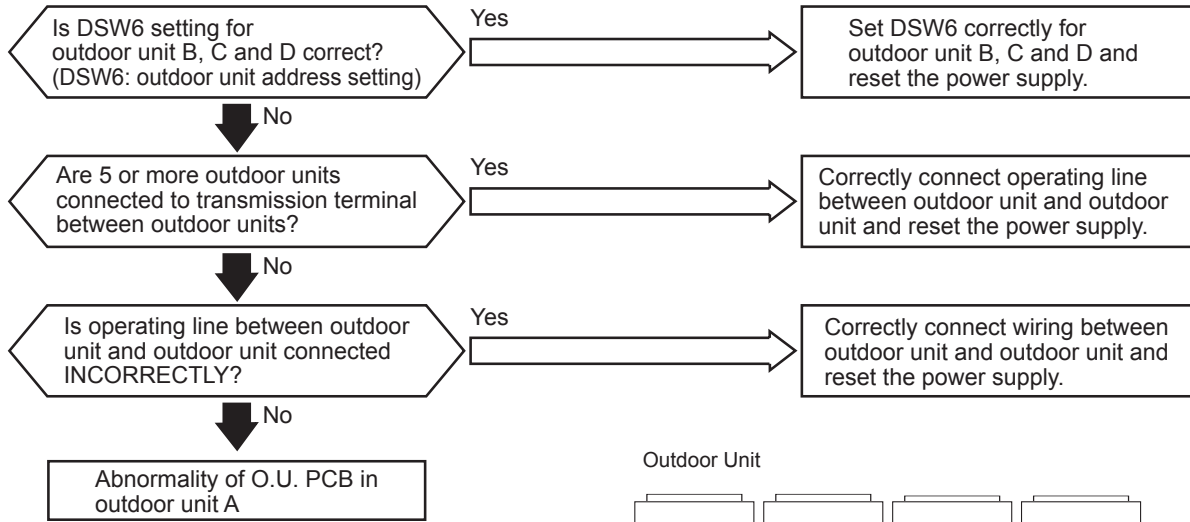 Is DSW6 setting for
outdoor unit B, C and D correct?
(DSW6: outdoor unit address setting)
Yes
Set DSW6 correctly for
outdoor unit B, C and D and
reset the power supply.
No
Are 5 or more outdoor units
connected to transmission terminal
between outdoor units?
Yes
Correctly connect operating line
between outdoor unit and outdoor
unit and reset the power supply.
No
Is operating line between outdoor
unit and outdoor unit connected
INCORRECTLY?
Yes
Correctly connect wiring between
outdoor unit and outdoor unit and
reset the power supply.
No
Abnormality of O.U. PCB in
outdoor unit A
Outdoor Unit